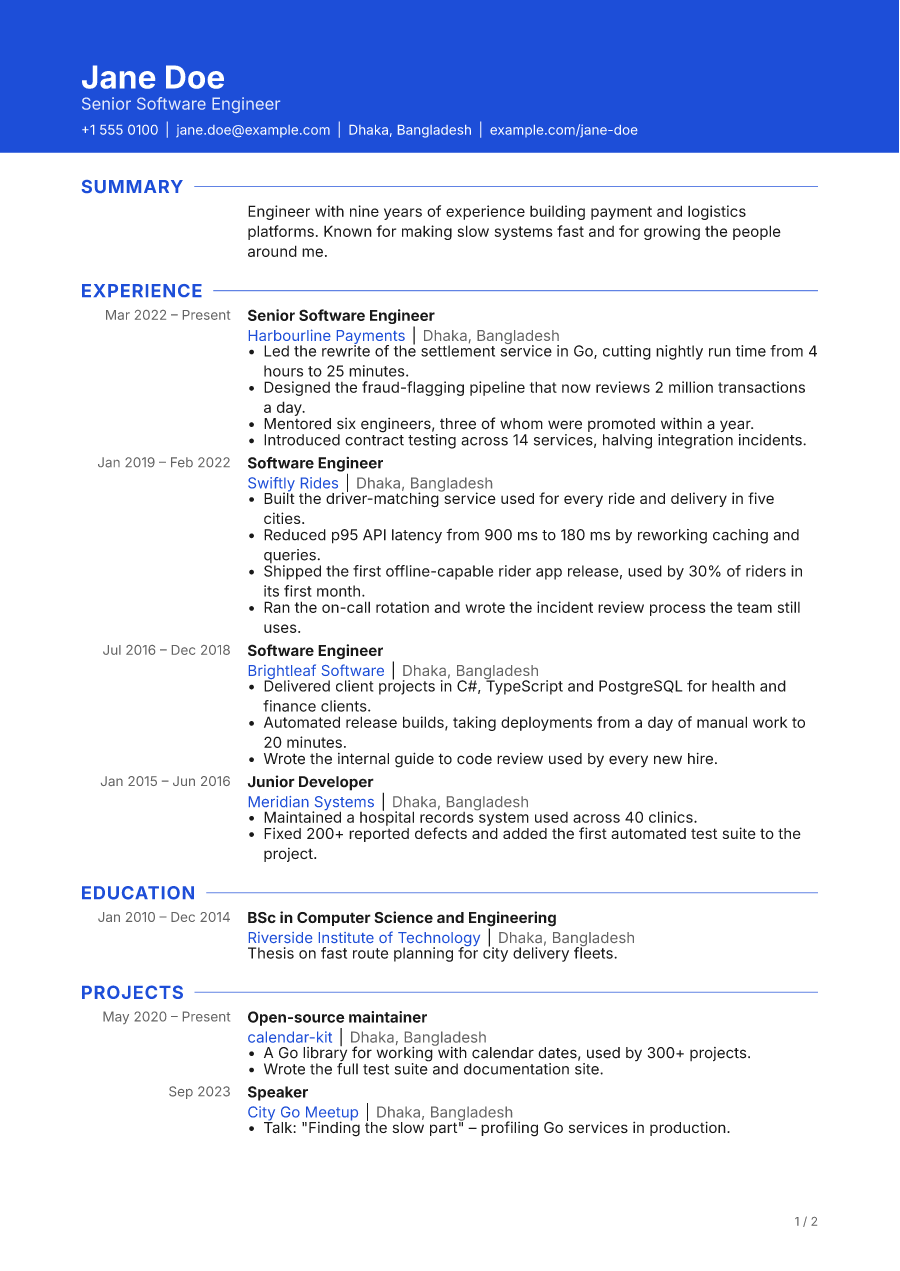 Jane Doe
Senior Software Engineer
+1 555 0100 | jane.doe@example.com | Dhaka, Bangladesh | example.com/jane-doe
SUMMARY
Engineer with nine years of experience building payment and logistics
platforms. Known for making slow systems fast and for growing the people
around me.
EXPERIENCE
Mar 2022 – Present Senior Software Engineer
Harbourline Payments | Dhaka, Bangladesh
• Led the rewrite of the settlement service in Go, cutting nightly run time from 4
hours to 25 minutes.
• Designed the fraud-flagging pipeline that now reviews 2 million transactions
a day.
• Mentored six engineers, three of whom were promoted within a year.
• Introduced contract testing across 14 services, halving integration incidents.
Jan 2019 – Feb 2022 Software Engineer
Swiftly Rides | Dhaka, Bangladesh
• Built the driver-matching service used for every ride and delivery in five
cities.
• Reduced p95 API latency from 900 ms to 180 ms by reworking caching and
queries.
• Shipped the first offline-capable rider app release, used by 30% of riders in
its first month.
• Ran the on-call rotation and wrote the incident review process the team still
uses.
Jul 2016 – Dec 2018 Software Engineer
Brightleaf Software | Dhaka, Bangladesh
• Delivered client projects in C#, TypeScript and PostgreSQL for health and
finance clients.
• Automated release builds, taking deployments from a day of manual work to
20 minutes.
• Wrote the internal guide to code review used by every new hire.
Jan 2015 – Jun 2016 Junior Developer
Meridian Systems | Dhaka, Bangladesh
• Maintained a hospital records system used across 40 clinics.
• Fixed 200+ reported defects and added the first automated test suite to the
project.
EDUCATION
Jan 2010 – Dec 2014 BSc in Computer Science and Engineering
Riverside Institute of Technology | Dhaka, Bangladesh
Thesis on fast route planning for city delivery fleets.
PROJECTS
May 2020 – Present Open-source maintainer
calendar-kit | Dhaka, Bangladesh
• A Go library for working with calendar dates, used by 300+ projects.
• Wrote the full test suite and documentation site.
Sep 2023 Speaker
City Go Meetup | Dhaka, Bangladesh
• Talk: "Finding the slow part" – profiling Go services in production.
1 / 2